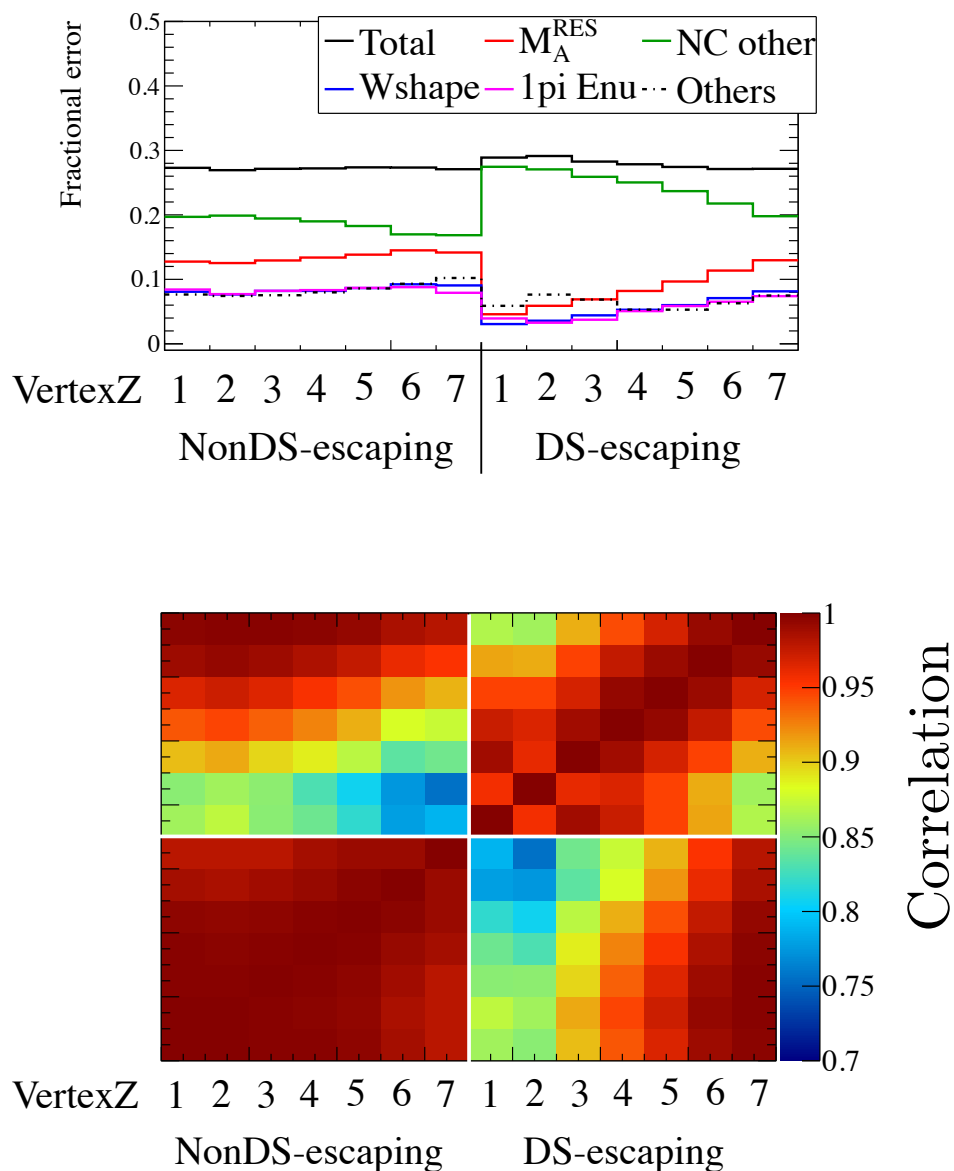 Fractional error
0.5
0.4
0.3
0.2
0.1
0
Total M_A^RES NC other
Wshape 1pi Enu Others
VertexZ 1 2 3 4 5 6 7 1 2 3 4 5 6 7
NonDS-escaping DS-escaping
1
0.95
0.9
0.85
0.8
0.75
0.7
Correlation
VertexZ 1 2 3 4 5 6 7 1 2 3 4 5 6 7
NonDS-escaping DS-escaping